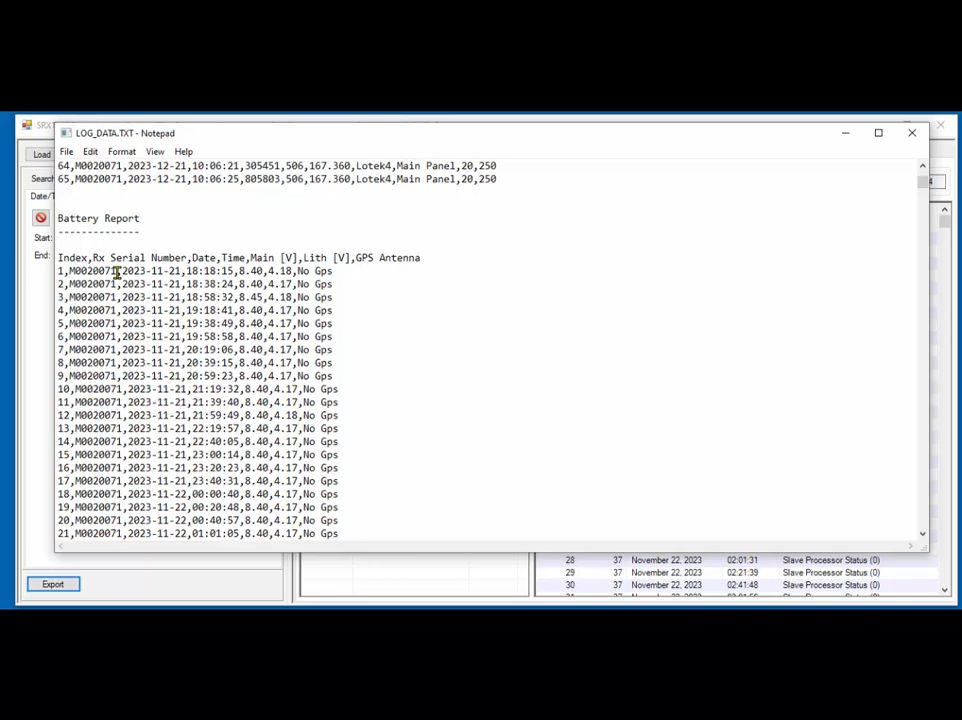 SRX
LOG_DATA.TXT - Notepad
File Edit Format View Help
Load
Search
Date/T
Start:
End:
64,M0020071,2023-12-21,10:06:21,305451,506,167.360,Lotek4,Main Panel,20,250
65,M0020071,2023-12-21,10:06:25,805803,506,167.360,Lotek4,Main Panel,20,250
Battery Report
--------------
Index,Rx Serial Number,Date,Time,Main [V],Lith [V],GPS Antenna
1,M0020071,2023-11-21,18:18:15,8.40,4.18,No Gps
2,M0020071,2023-11-21,18:38:24,8.40,4.17,No Gps
3,M0020071,2023-11-21,18:58:32,8.45,4.18,No Gps
4,M0020071,2023-11-21,19:18:41,8.40,4.17,No Gps
5,M0020071,2023-11-21,19:38:49,8.40,4.17,No Gps
6,M0020071,2023-11-21,19:58:58,8.40,4.17,No Gps
7,M0020071,2023-11-21,20:19:06,8.40,4.17,No Gps
8,M0020071,2023-11-21,20:39:15,8.40,4.17,No Gps
9,M0020071,2023-11-21,20:59:23,8.40,4.17,No Gps
10,M0020071,2023-11-21,21:19:32,8.40,4.17,No Gps
11,M0020071,2023-11-21,21:39:40,8.40,4.17,No Gps
12,M0020071,2023-11-21,21:59:49,8.40,4.18,No Gps
13,M0020071,2023-11-21,22:19:57,8.40,4.17,No Gps
14,M0020071,2023-11-21,22:40:05,8.40,4.17,No Gps
15,M0020071,2023-11-21,23:00:14,8.40,4.17,No Gps
16,M0020071,2023-11-21,23:20:23,8.40,4.17,No Gps
17,M0020071,2023-11-21,23:40:31,8.40,4.17,No Gps
18,M0020071,2023-11-22,00:00:40,8.40,4.17,No Gps
19,M0020071,2023-11-22,00:20:48,8.40,4.17,No Gps
20,M0020071,2023-11-22,00:40:57,8.40,4.17,No Gps
21,M0020071,2023-11-22,01:01:05,8.40,4.17,No Gps
4
28 37 November 22, 2023 02:01:31 Slave Processor Status (0)
29 37 November 22, 2023 02:21:39 Slave Processor Status (0)
30 37 November 22, 2023 02:41:48 Slave Processor Status (0)
Export